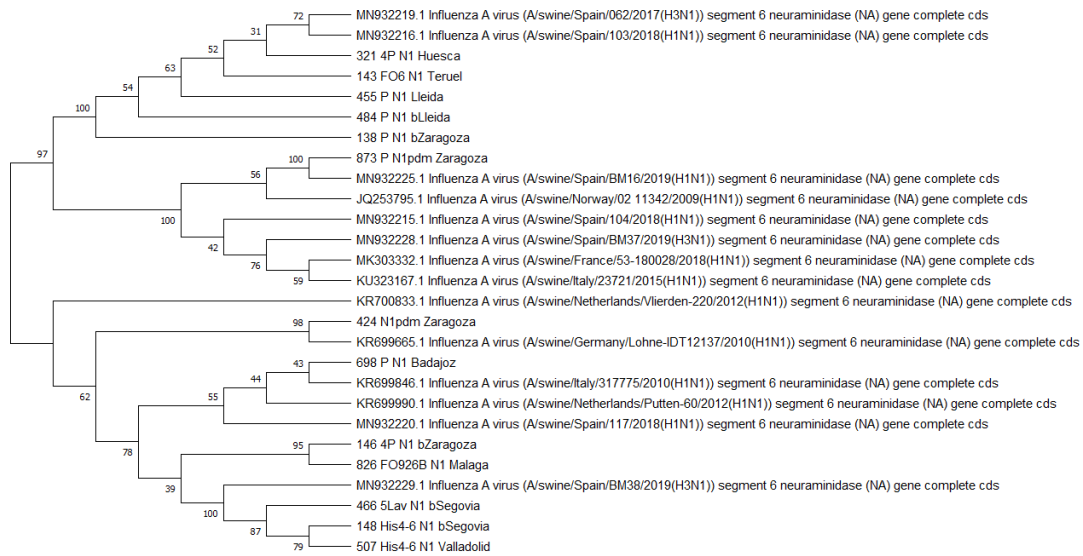 72
MN932219.1 Influenza A virus (A/swine/Spain/062/2017(H3N1)) segment 6 neuraminidase (NA) gene complete cds
31
MN932216.1 Influenza A virus (A/swine/Spain/103/2018(H1N1)) segment 6 neuraminidase (NA) gene complete cds
52
321 4P N1 Huesca
63
143 FO6 N1 Teruel
54
455 P N1 Lleida
100
484 P N1 bLleida
138 P N1 bZaragoza
97
100
873 P N1pdm Zaragoza
56
MN932225.1 Influenza A virus (A/swine/Spain/BM16/2019(H1N1)) segment 6 neuraminidase (NA) gene complete cds
JQ253795.1 Influenza A virus (A/swine/Norway/02 11342/2009(H1N1)) segment 6 neuraminidase (NA) gene complete cds
100
MN932215.1 Influenza A virus (A/swine/Spain/104/2018(H1N1)) segment 6 neuraminidase (NA) gene complete cds
42
MN932228.1 Influenza A virus (A/swine/Spain/BM37/2019(H3N1)) segment 6 neuraminidase (NA) gene complete cds
76
MK303332.1 Influenza A virus (A/swine/France/53-180028/2018(H1N1)) segment 6 neuraminidase (NA) gene complete cds
59
KU323167.1 Influenza A virus (A/swine/Italy/23721/2015(H1N1)) segment 6 neuraminidase (NA) gene complete cds
KR700833.1 Influenza A virus (A/swine/Netherlands/Vlierden-220/2012(H1N1)) segment 6 neuraminidase (NA) gene complete cds
98
424 N1pdm Zaragoza
KR699665.1 Influenza A virus (A/swine/Germany/Lohne-IDT12137/2010(H1N1)) segment 6 neuraminidase (NA) gene complete cds
62
43
698 P N1 Badajoz
44
KR699846.1 Influenza A virus (A/swine/Italy/317775/2010(H1N1)) segment 6 neuraminidase (NA) gene complete cds
55
KR699990.1 Influenza A virus (A/swine/Netherlands/Putten-60/2012(H1N1)) segment 6 neuraminidase (NA) gene complete cds
MN932220.1 Influenza A virus (A/swine/Spain/117/2018(H1N1)) segment 6 neuraminidase (NA) gene complete cds
78
95
146 4P N1 bZaragoza
826 FO926B N1 Malaga
39
MN932229.1 Influenza A virus (A/swine/Spain/BM38/2019(H3N1)) segment 6 neuraminidase (NA) gene complete cds
100
466 5Lav N1 bSegovia
87
148 His4-6 N1 bSegovia
79
507 His4-6 N1 Valladolid